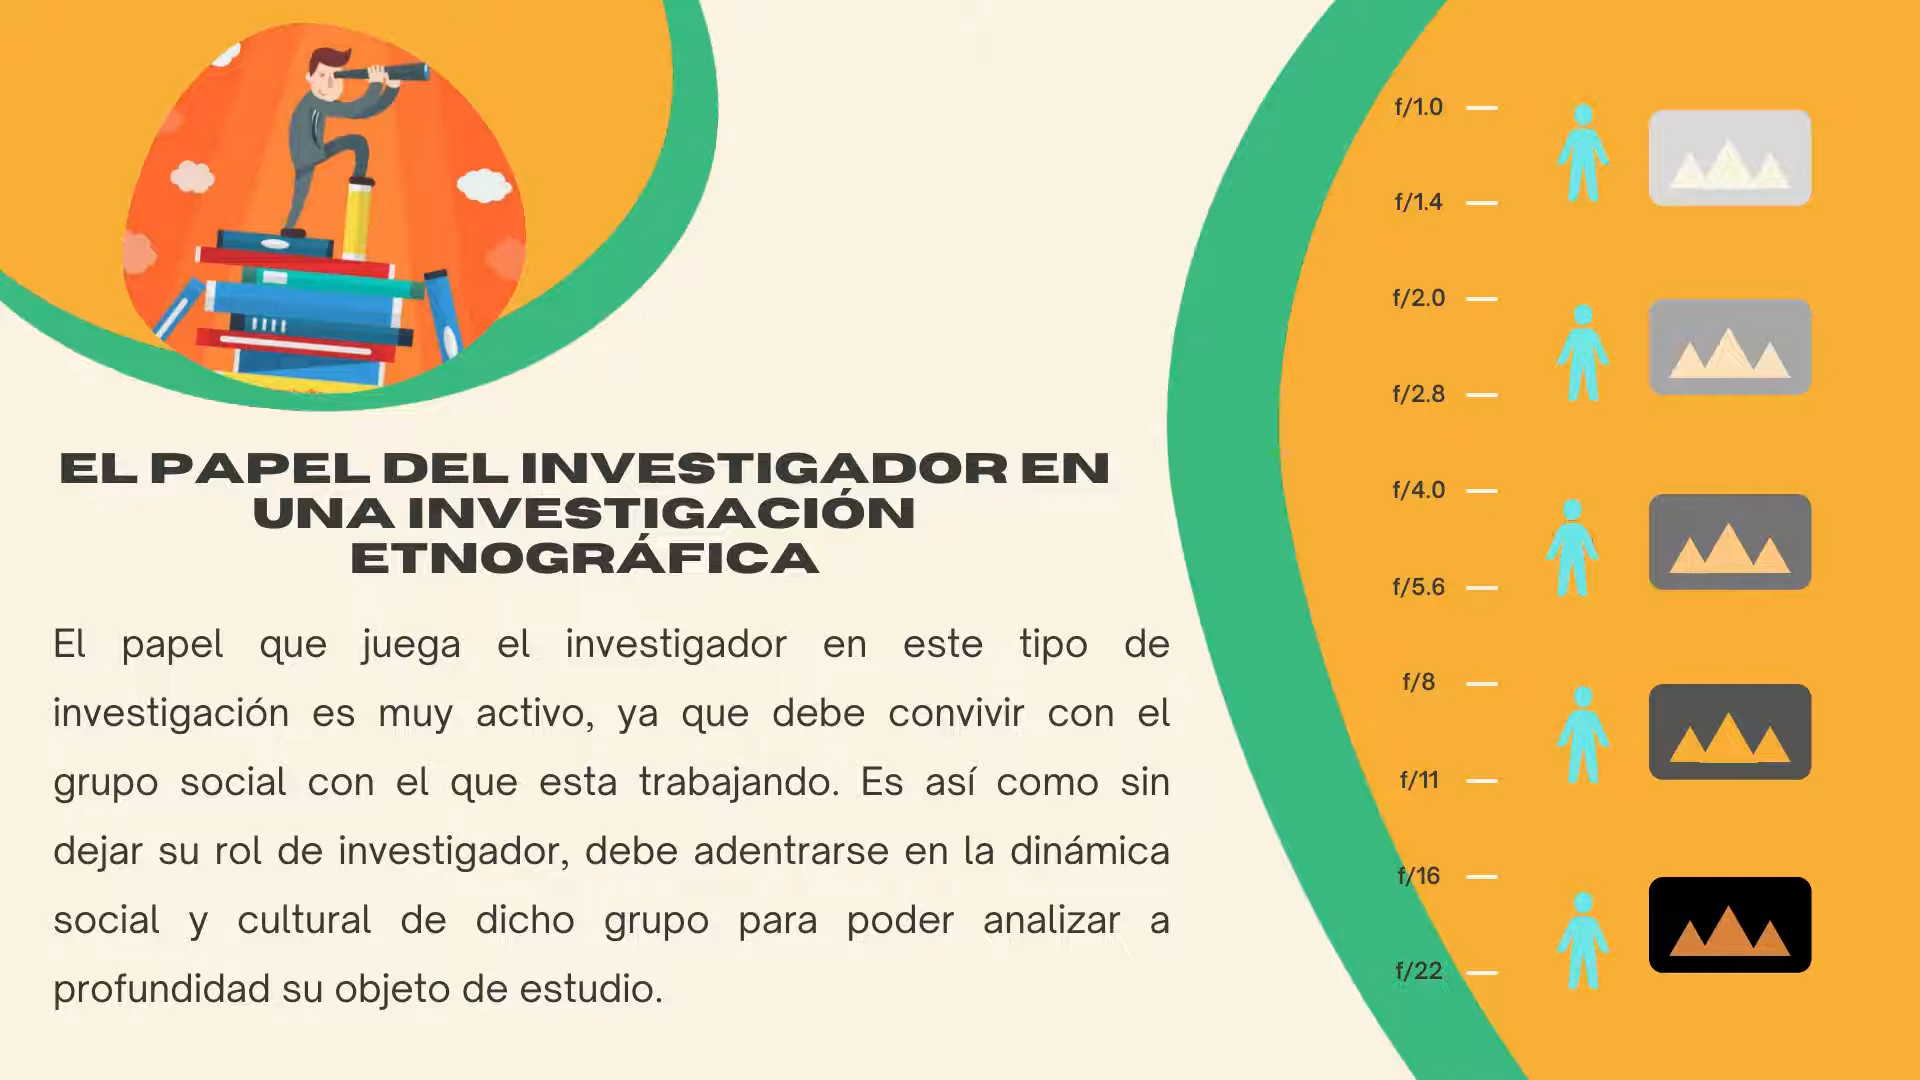 EL PAPEL DEL INVESTIGADOR EN
UNA INVESTIGACIÓN
ETNOGRÁFICA
El papel que juega el investigador en este tipo de
investigación es muy activo, ya que debe convivir con el
grupo social con el que esta trabajando. Es así como sin
dejar su rol de investigador, debe adentrarse en la dinámica
social y cultural de dicho grupo para poder analizar a
profundidad su objeto de estudio.
f/1.0
f/1.4
f/2.0
f/2.8
f/4.0
f/5.6
f/8
f/11
f/16
f/22